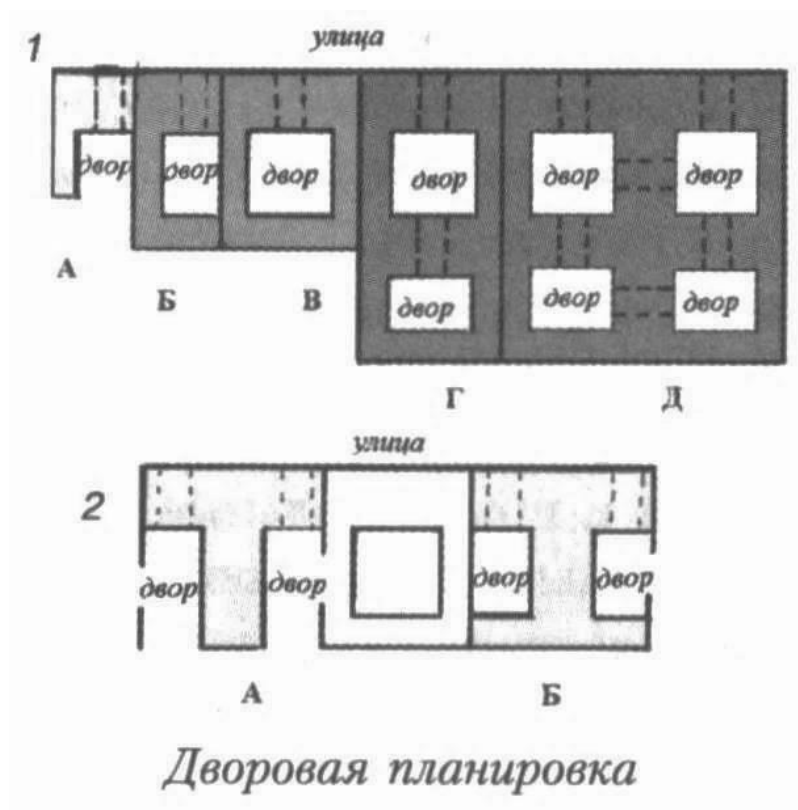 улица
1
двор двор двор двор двор двор
А
Б В
двор двор двор
Г Д
улица
2
двор двор двор двор
А Б
Дворовая планировка